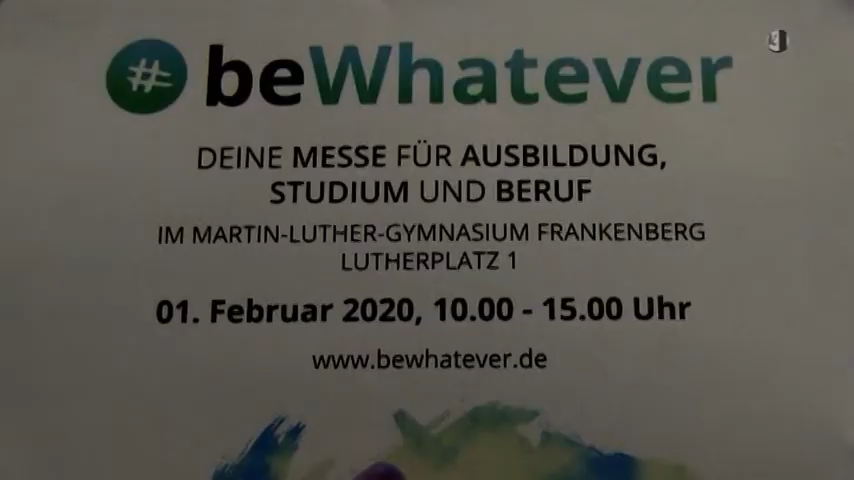 # beWhatever
DEINE MESSE FÜR AUSBILDUNG,
STUDIUM UND BERUF
IM MARTIN-LUTHER-GYMNASIUM FRANKENBERG
LUTHERPLATZ 1
01. Februar 2020, 10.00 - 15.00 Uhr
www.bewhatever.de